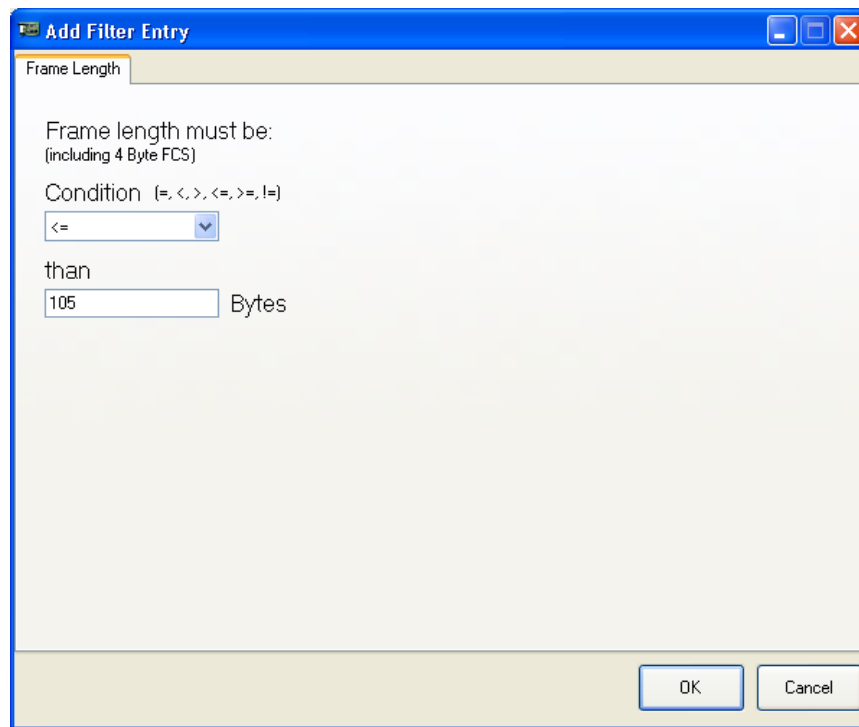 Add Filter Entry
Frame Length
Frame length must be:
(including 4 Byte FCS)
Condition (=, <, >, <=, >=, !=)
<=
than
105 Bytes
OK Cancel